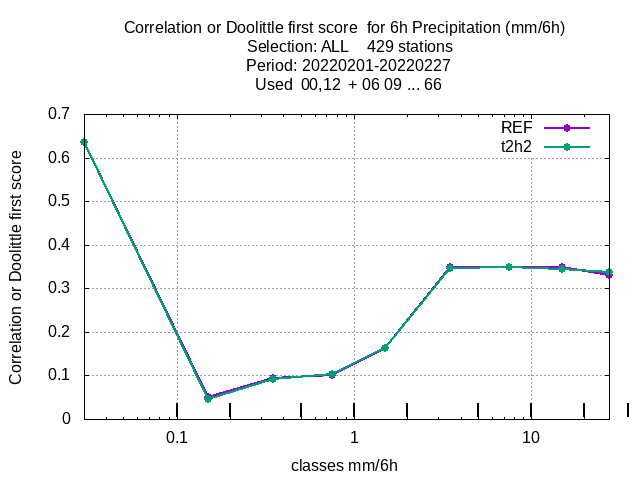 Correlation or Doolittle first score  for 6h Precipitation (mm/6h)
Selection: ALL    429 stations
Period: 20220201-20220227
Used  00,12  + 06 09 ... 66
Correlation or Doolittle first score
0.7
0.6
0.5
0.4
0.3
0.2
0.1
0
REF
t2h2
0.1
1
10
classes mm/6h